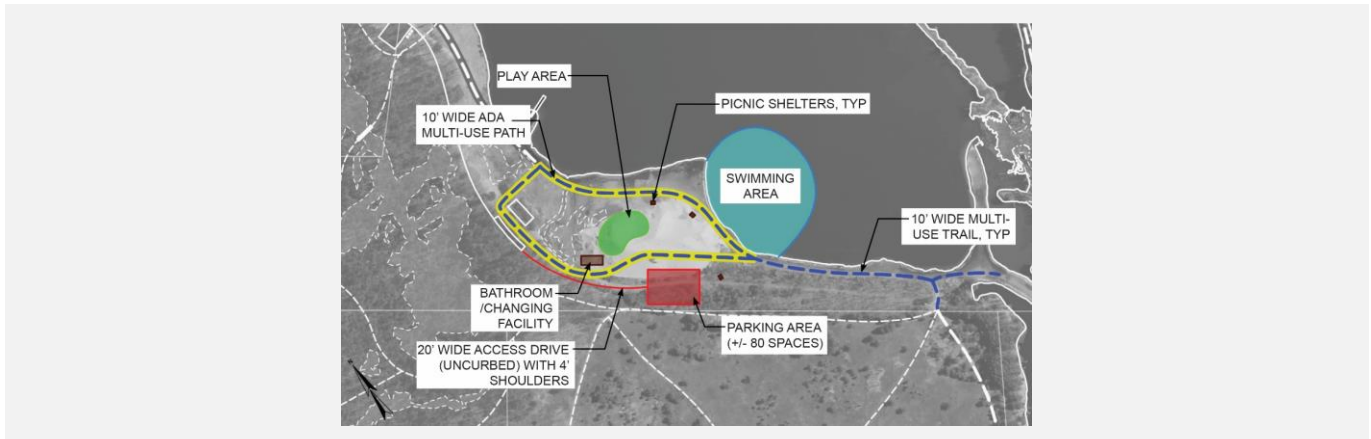 PLAY AREA
10' WIDE ADA
MULTI-USE PATH
PICNIC SHELTERS, TYP
SWIMMING
AREA
10' WIDE MULTI-
USE TRAIL, TYP
BATHROOM
/CHANGING
FACILITY
PARKING AREA
(+/- 80 SPACES)
20' WIDE ACCESS DRIVE
(UNCURBED) WITH 4'
SHOULDERS